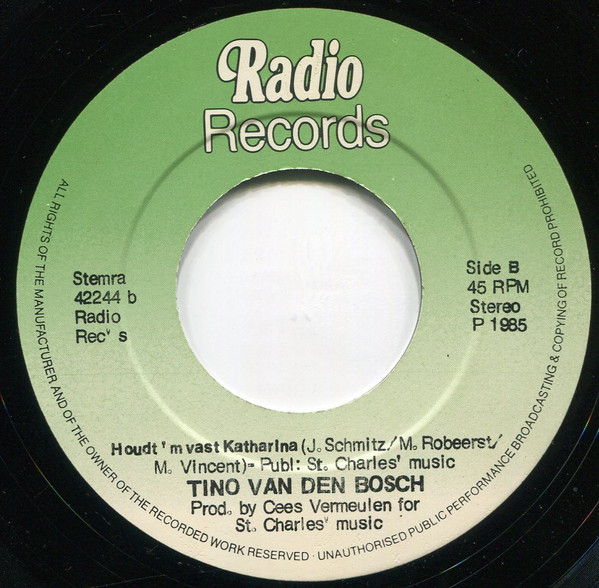 Radio
Records
Stemra
42244 b
Radio
Rec" s
Side B
45 RPM
Stereo
P 1985
Houdt 'm vast Katharina (J. Schmitz/M. Robeerst/
M. Vincent)- Publ: St. Charles' music
TINO VAN DEN BOSCH
Prod. by Cees Vermeulen for
St. Charles" music
ALL RIGHTS OF THE MANUFACTURER AND OF THE OWNER OF THE RECORDED WORK RESERVED · UNAUTHORISED PUBLIC PERFORMANCE BROADCASTING & COPYING OF RECORD PROHIBITED